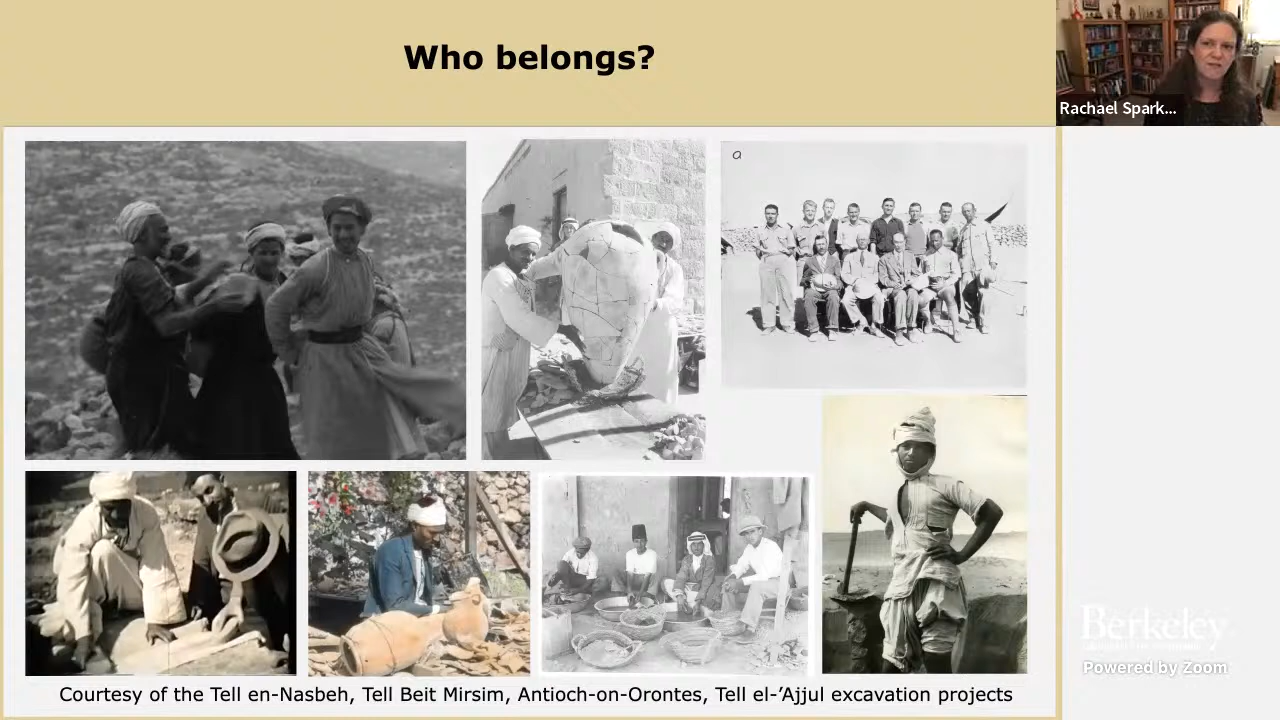 Who belongs?
Rachael Spark...
a
Courtesy of the Tell en-Nasbeh, Tell Beit Mirsim, Antioch-on-Orontes, Tell el-’Ajjul excavation projects
Berkeley
Powered by Zoom